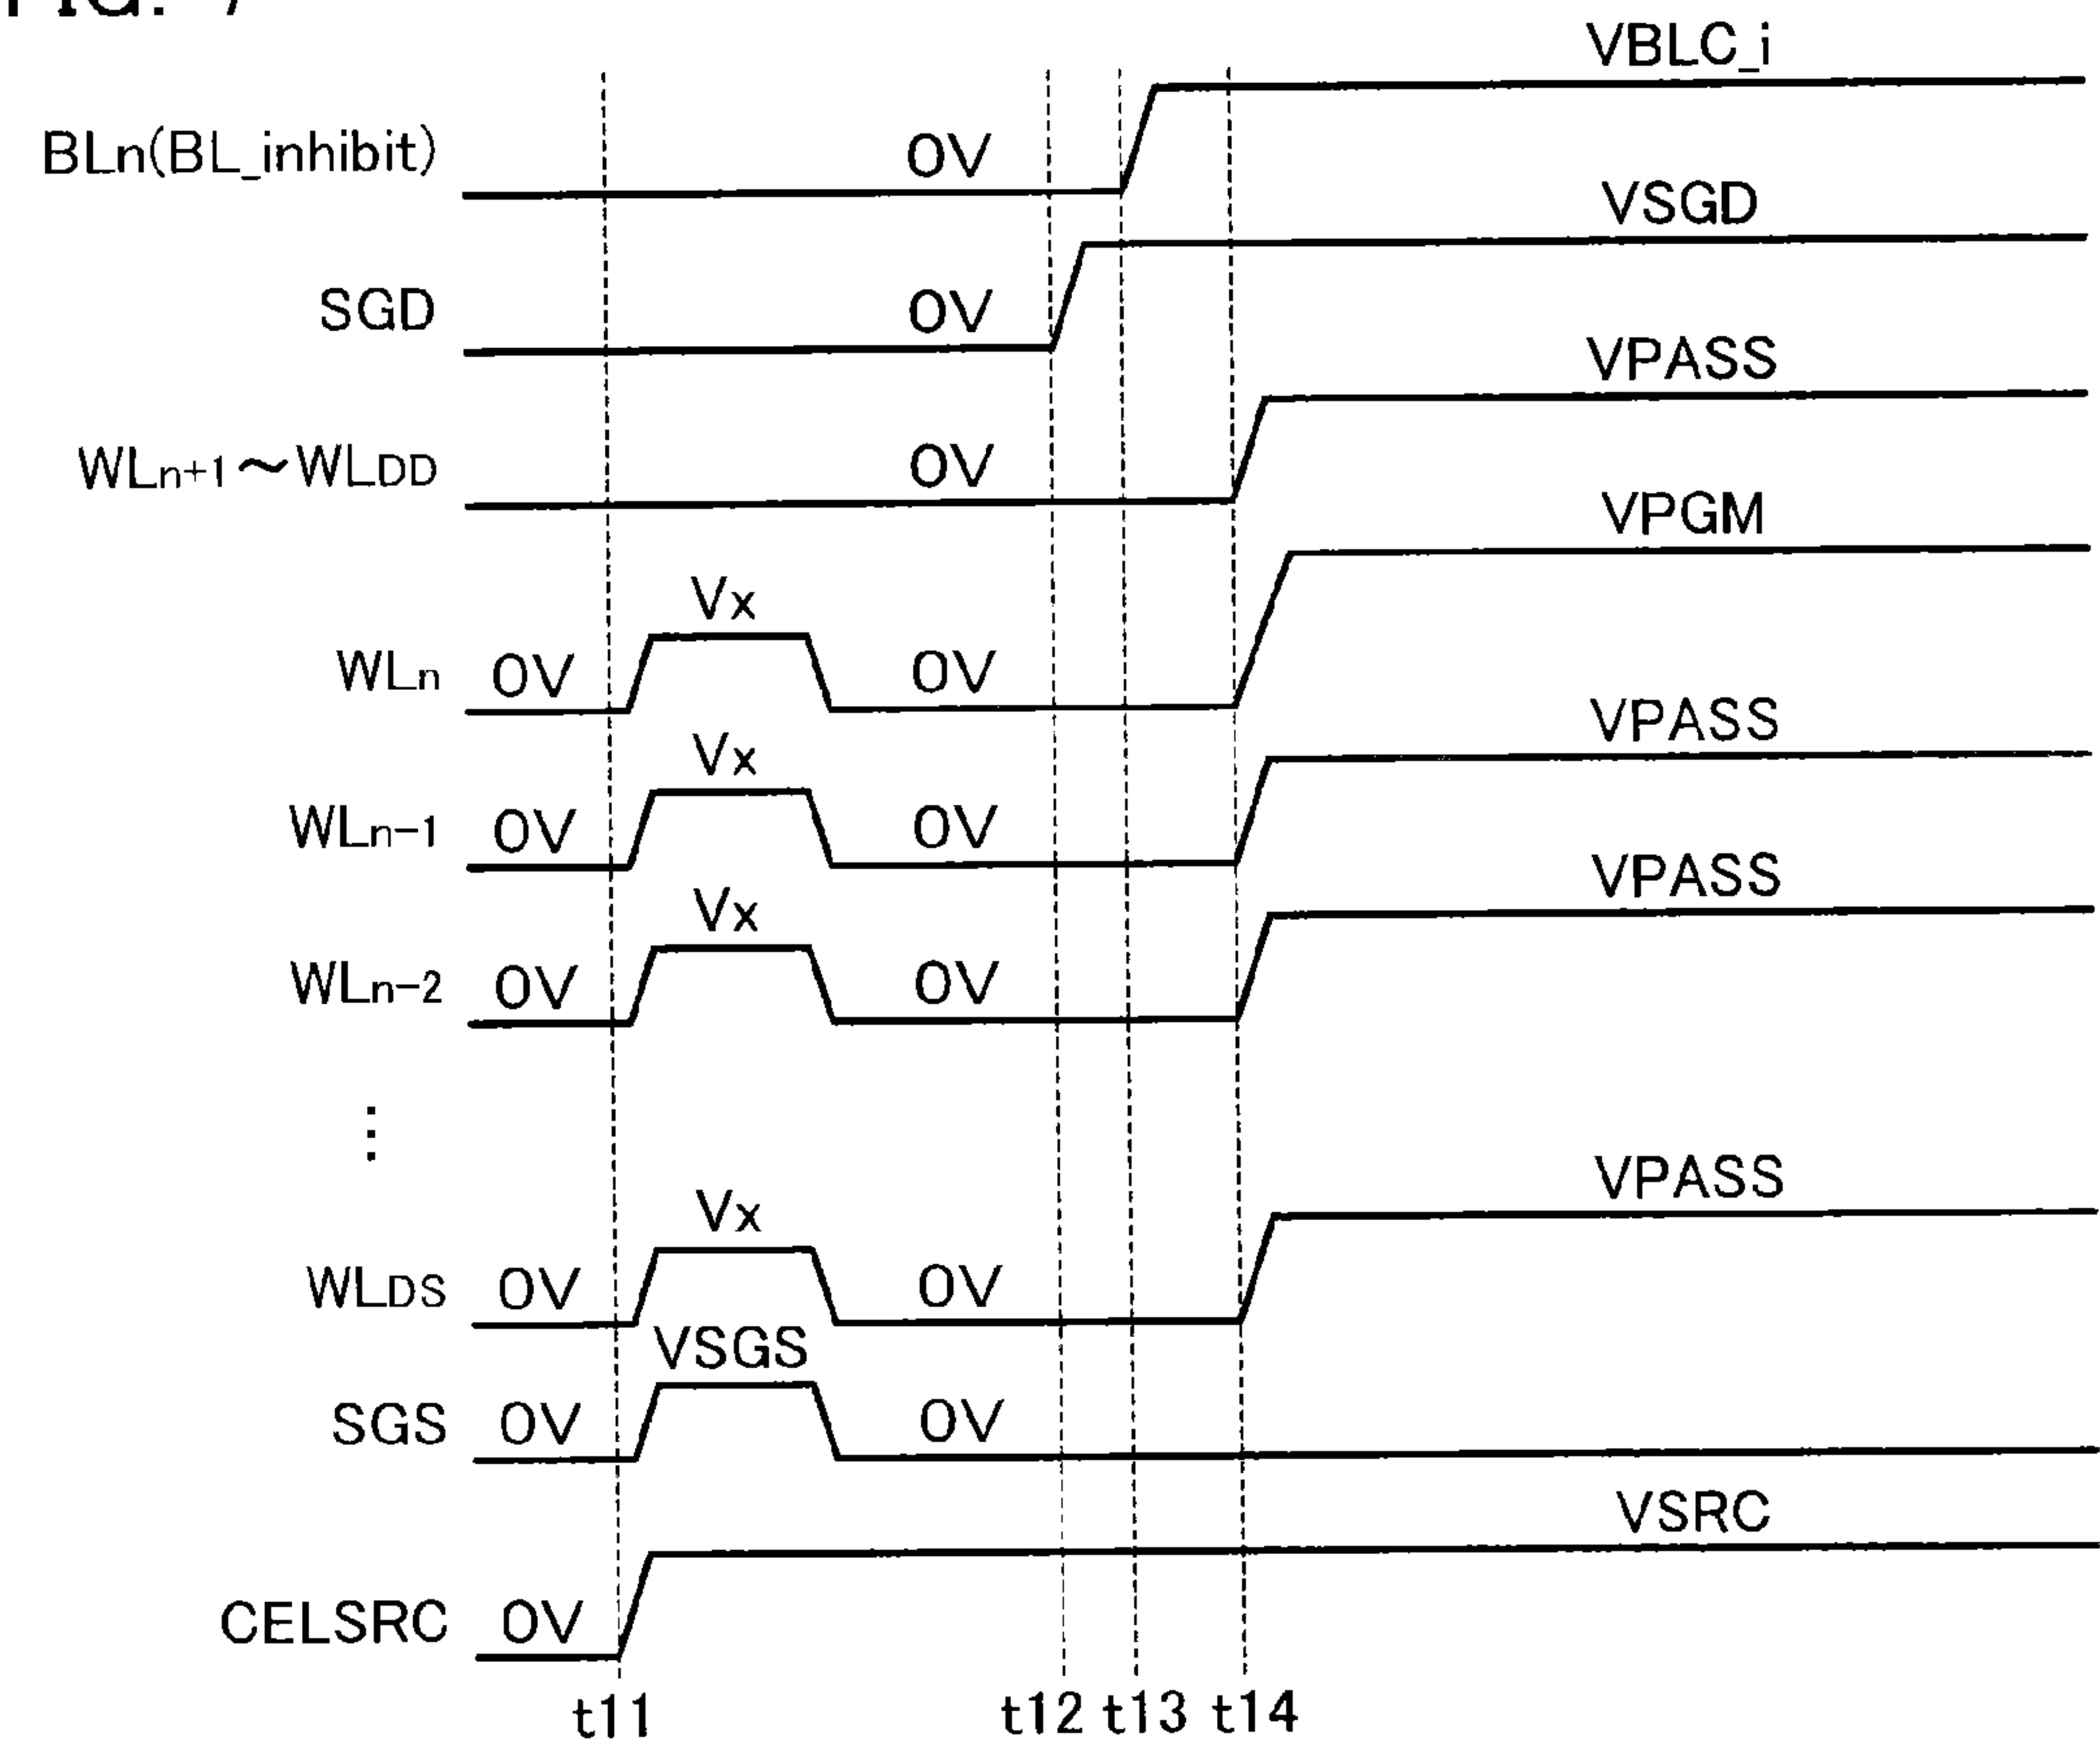 FIG. 7
VBLC_i
BLn(BL_inhibit) 0V
VSGD
SGD 0V
VPASS
WLn+1~WLDD 0V
VPGM
Vx
WLn 0V 0V
VPASS
Vx
WLn-1 0V 0V
VPASS
Vx
WLn-2 0V 0V
⋮
VPASS
Vx
WLDS 0V 0V
VSGS
SGS 0V 0V
VSRC
CELSRC 0V
t11 t12 t13 t14